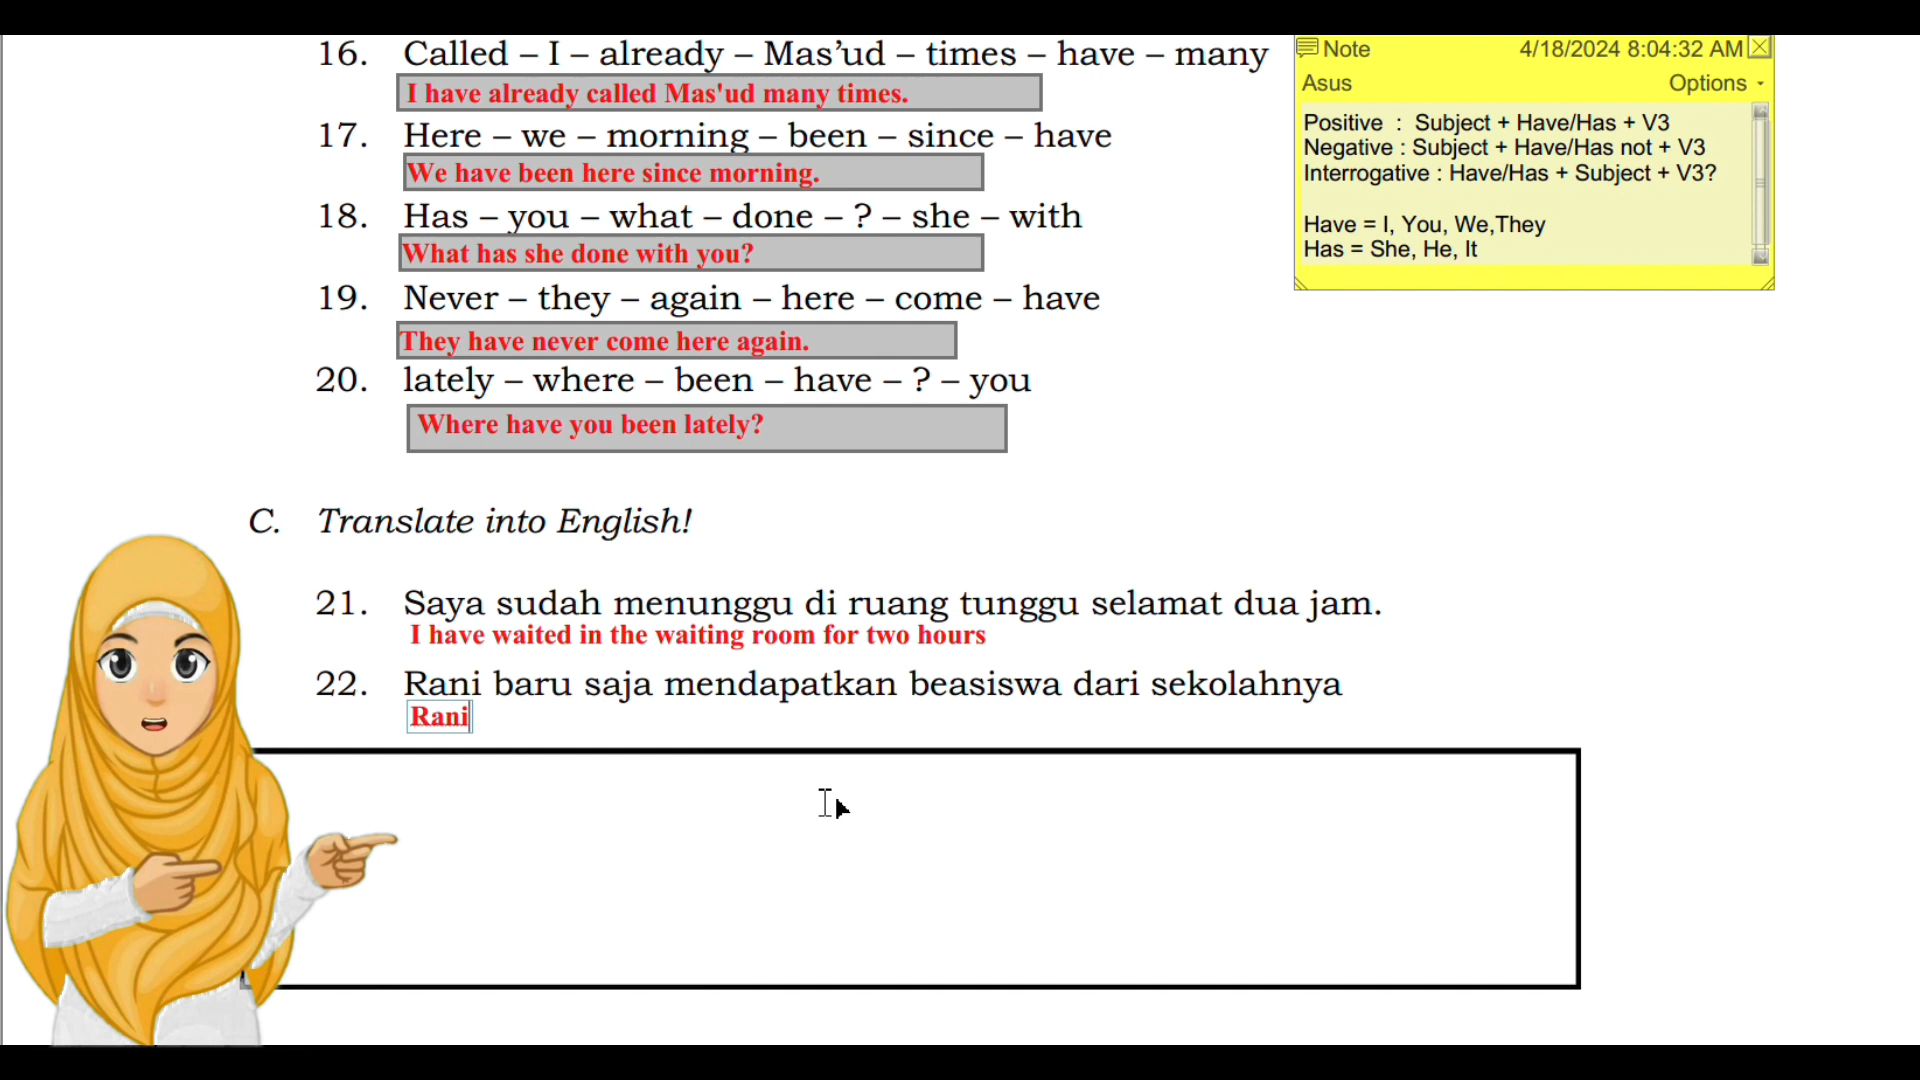 16. Called – I – already – Mas’ud – times – have – many
I have already called Mas'ud many times.
17. Here – we – morning – been – since – have
We have been here since morning.
18. Has – you – what – done – ? – she – with
What has she done with you?
19. Never – they – again – here – come – have
They have never come here again.
20. lately – where – been – have – ? – you
Where have you been lately?
Note 4/18/2024 8:04:32 AM
Asus Options
Positive : Subject + Have/Has + V3
Negative : Subject + Have/Has not + V3
Interrogative : Have/Has + Subject + V3?
Have = I, You, We,They
Has = She, He, It
C. Translate into English!
21. Saya sudah menunggu di ruang tunggu selamat dua jam.
I have waited in the waiting room for two hours
22. Rani baru saja mendapatkan beasiswa dari sekolahnya
Rani